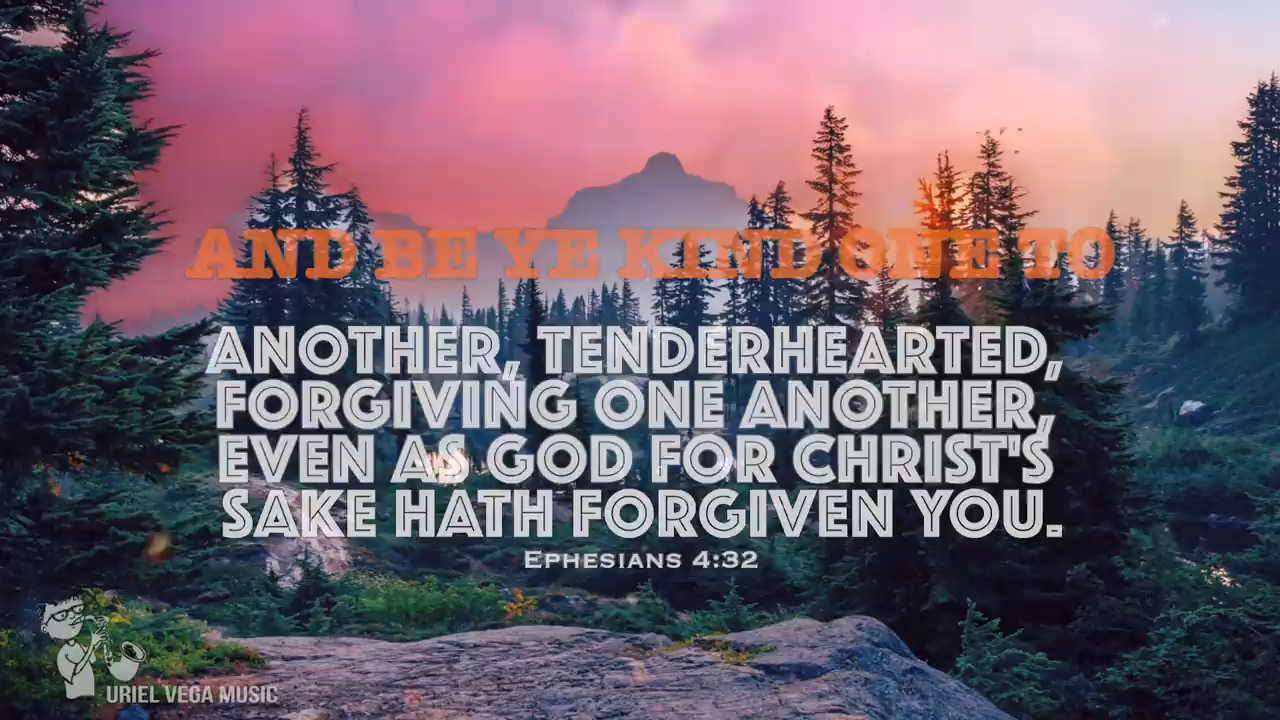 AND BE YE KIND ONE TO
ANOTHER, TENDERHEARTED,
FORGIVING ONE ANOTHER,
EVEN AS GOD FOR CHRIST'S
SAKE HATH FORGIVEN YOU.
EPHESIANS 4:32
URIEL VEGA MUSIC